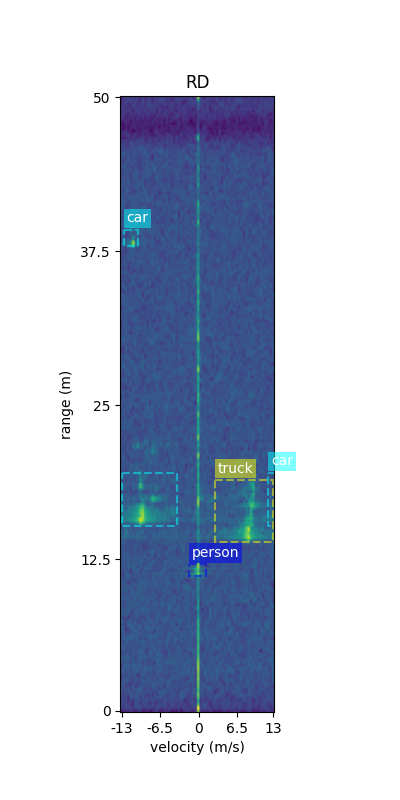 RD
50
car
37.5
range (m)
25
car
truck
person
12.5
0
-13 -6.5 0 6.5 13
velocity (m/s)